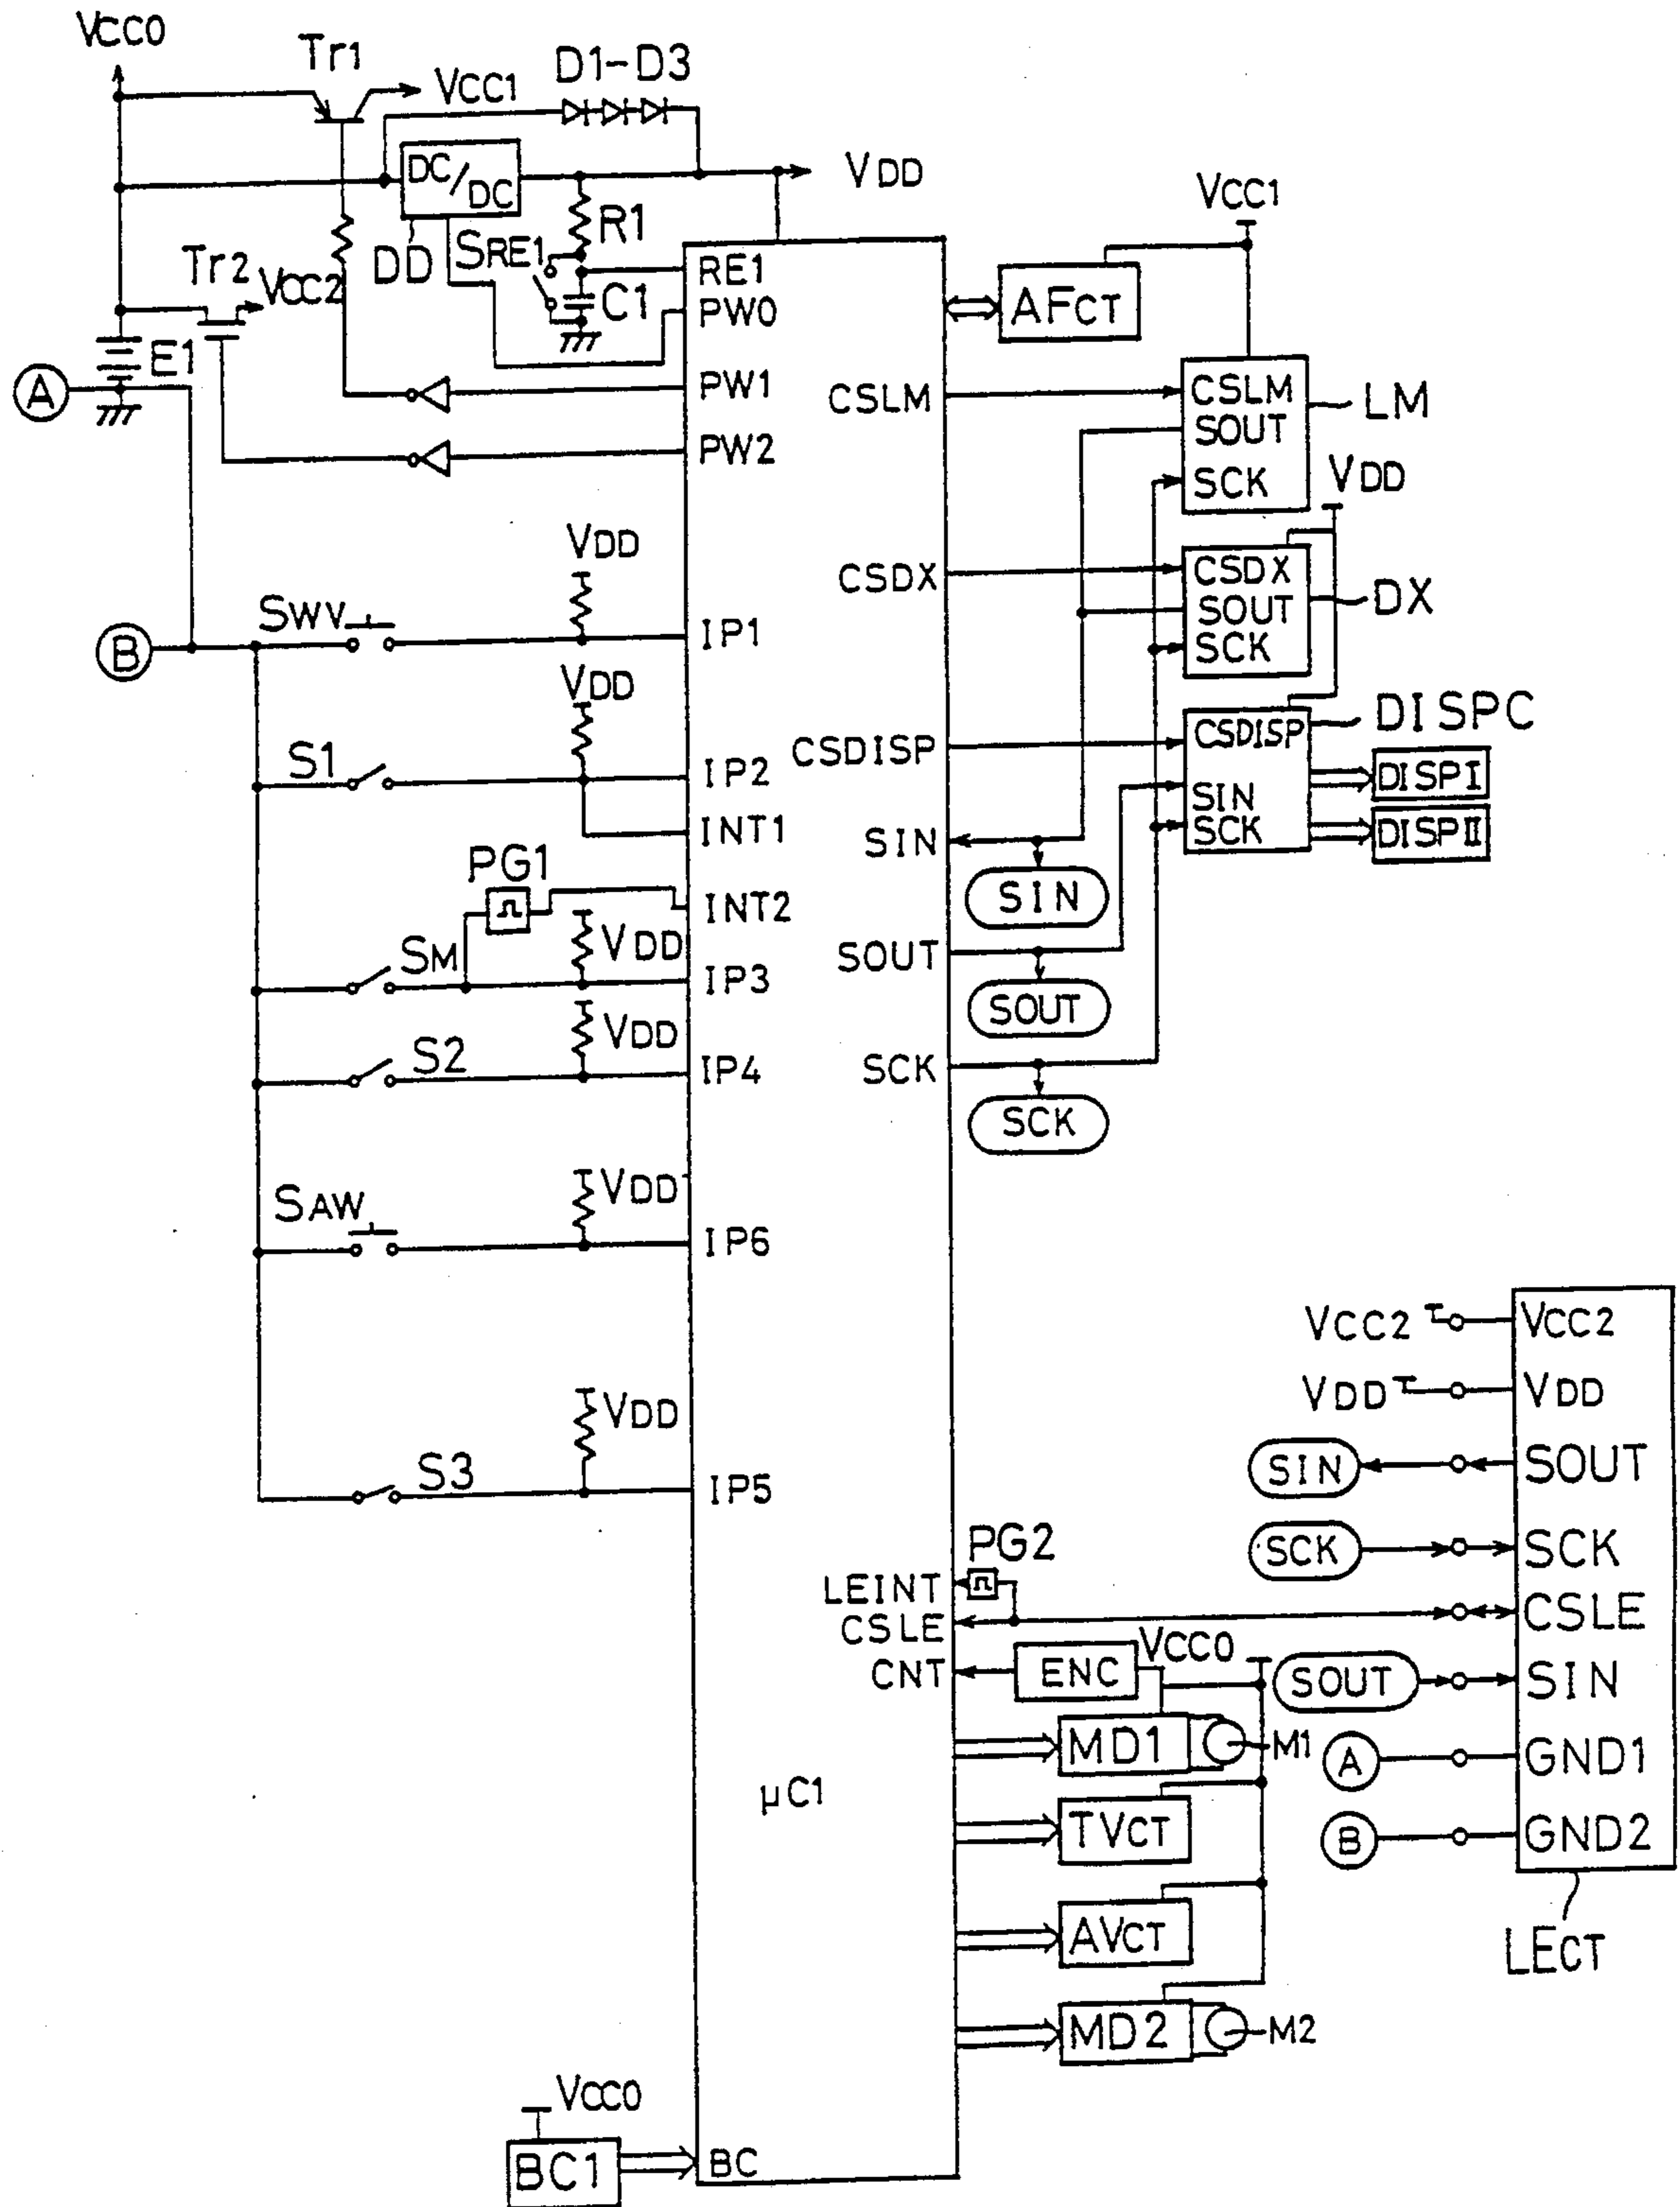 VCC0
Tr1
VCC1
D1-D3
DC/DC
VDD
DD
SRE1
R1
C1
Tr2
VCC2
E1
A
RE1
PW0
PW1
PW2
VCC1
AFCT
CSLM
CSLM
SOUT
SCK
LM
VDD
VDD
SWV
IP1
B
CSDX
CSDX
SOUT
SCK
DX
VDD
S1
IP2
INT1
CSDISP
CSDISP
SIN
SCK
DISPC
DISPI
DISPII
SIN
SIN
PG1
INT2
VDD
SM
IP3
SOUT
SOUT
VDD
S2
IP4
SCK
SCK
VDD
SAW
IP6
VDD
S3
IP5
VCC2
VCC2
VDD
VDD
SIN
SOUT
SCK
SCK
CSLE
SOUT
SIN
A
GND1
B
GND2
LECT
PG2
LEINT
CSLE
CNT
ENC
VCC0
MD1
M1
μC1
TVCT
AVCT
MD2
M2
VCC0
BC1
BC